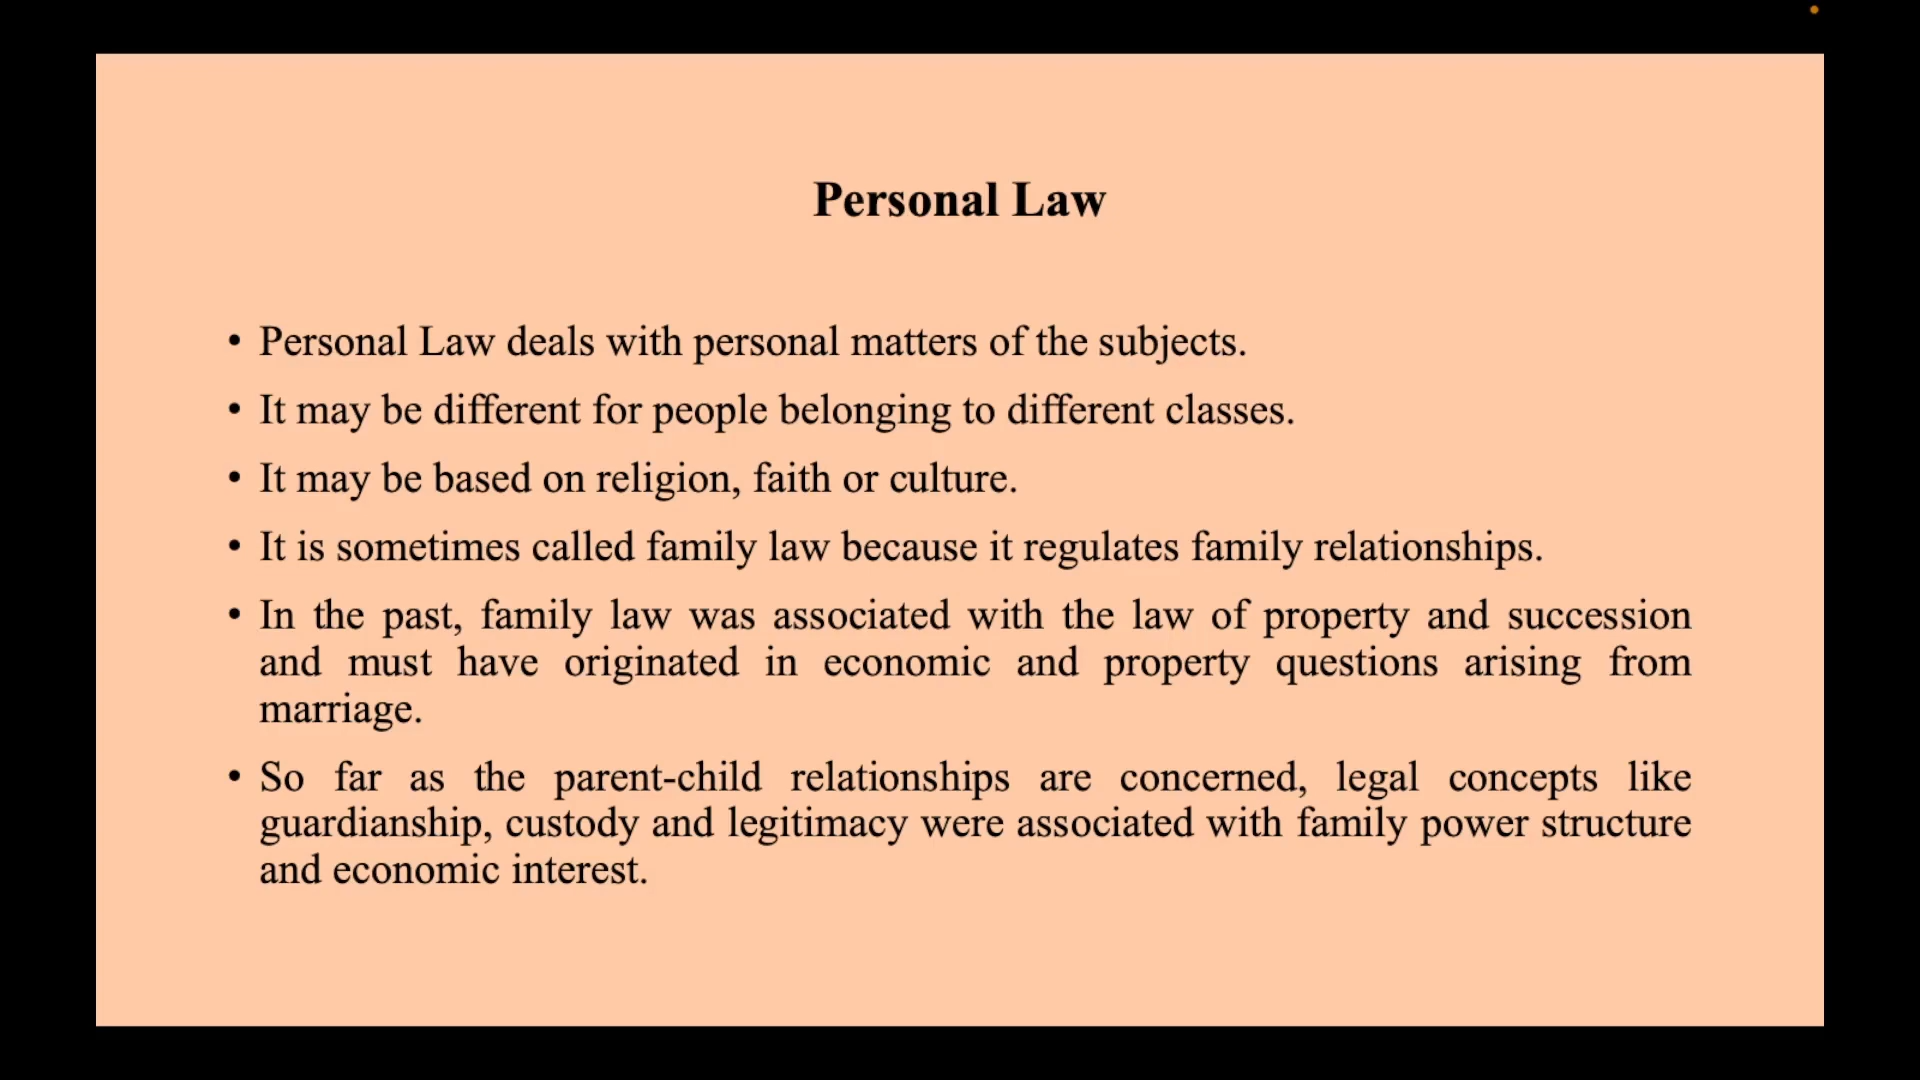 Personal Law
• Personal Law deals with personal matters of the subjects.
• It may be different for people belonging to different classes.
• It may be based on religion, faith or culture.
• It is sometimes called family law because it regulates family relationships.
• In the past, family law was associated with the law of property and succession
and must have originated in economic and property questions arising from
marriage.
• So far as the parent-child relationships are concerned, legal concepts like
guardianship, custody and legitimacy were associated with family power structure
and economic interest.